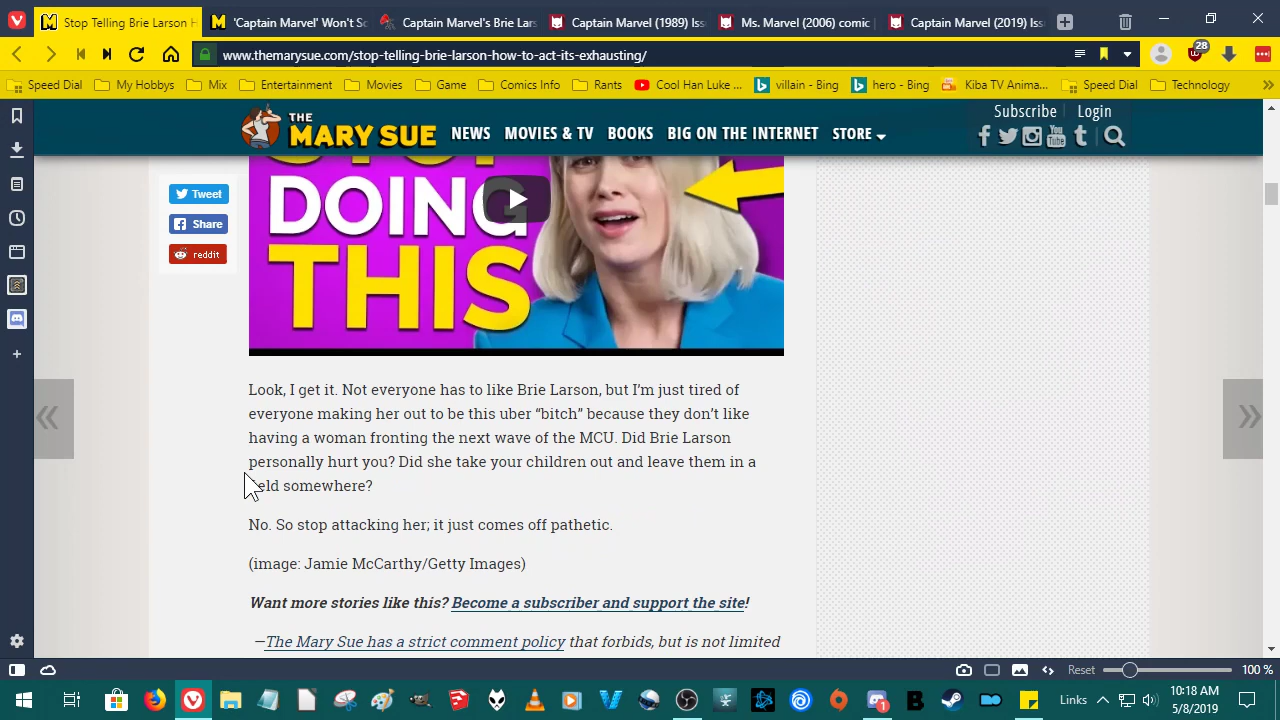 Stop Telling Brie Larson H
'Captain Marvel' Won't So
Captain Marvel's Brie Lars
Captain Marvel (1989) Iss
Ms. Marvel (2006) comic
Captain Marvel (2019) Iss
www.themarysue.com/stop-telling-brie-larson-how-to-act-its-exhausting/
28
Speed Dial
My Hobbys
Mix
Entertainment
Movies
Game
Comics Info
Rants
Cool Han Luke ...
villain - Bing
hero - Bing
Kiba TV Anima...
Speed Dial
Technology
THE
MARY SUE
NEWS
MOVIES & TV
BOOKS
BIG ON THE INTERNET
STORE
Subscribe
Login
Tweet
Share
reddit
STOP
DOING
THIS
Look, I get it. Not everyone has to like Brie Larson, but I'm just tired of
everyone making her out to be this uber “bitch” because they don't like
having a woman fronting the next wave of the MCU. Did Brie Larson
personally hurt you? Did she take your children out and leave them in a
field somewhere?
No. So stop attacking her; it just comes off pathetic.
(image: Jamie McCarthy/Getty Images)
Want more stories like this? Become a subscriber and support the site!
—The Mary Sue has a strict comment policy that forbids, but is not limited
Reset
100 %
Links
10:18 AM
5/8/2019